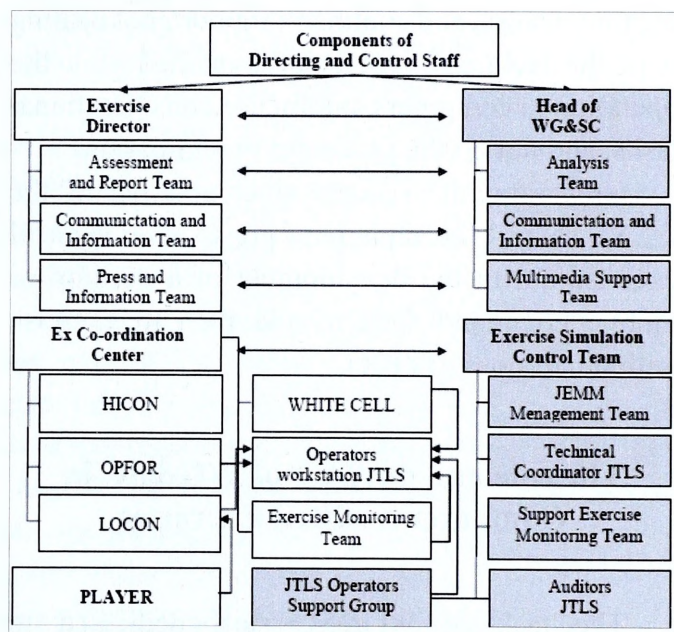 Components of
Directing and Control Staff
Exercise
Director
Head of
WG&SC
Assessment
and Report Team
Analysis
Team
Communictation and
Information Team
Communictation and
Information Team
Press and
Information Team
Multimedia Support
Team
Ex Co-ordination
Center
Exercise Simulation
Control Team
HICON
WHITE CELL
JEMM
Menagement Team
OPFOR
Operators
workstation JTLS
Technical
Coordinator JTLS
LOCON
Exercise Monitoring
Team
Support Exercise
Monitoring Team
PLAYER
JTLS Operators
Support Group
Auditors
JTLS